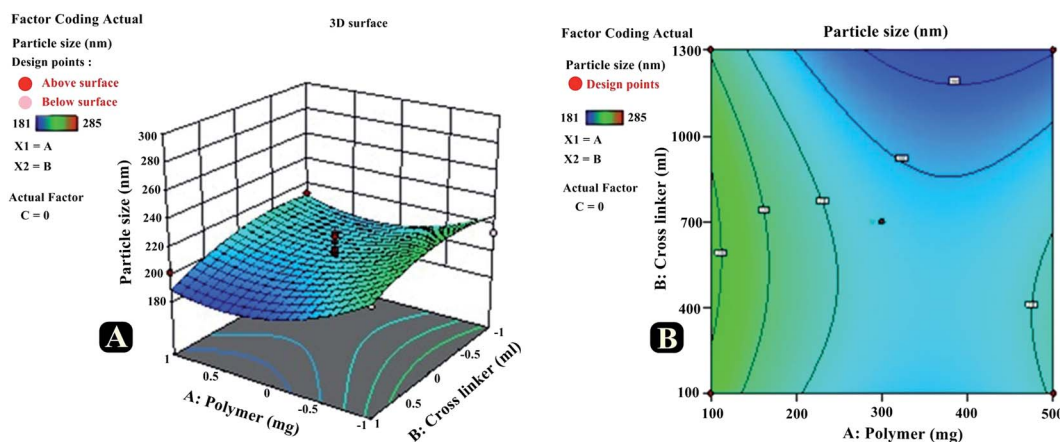 Factor Coding Actual
Particle size (nm)
Design points :
Above surface
Below surface
181 285
X1 = A
X2 = B
Actual Factor
C = 0
3D surface
Particle size (nm)
300
280
260
240
220
200
180
1
0.5
0
-0.5
-1
A: Polymer (mg)
1
0.5
0
-0.5
-1
B: Cross linker (ml)
A
Factor Coding Actual
Particle size (nm)
Design points
181 285
X1 = A
X2 = B
Actual Factor
C = 0
Particle size (nm)
B: Cross linker (ml)
1300
1000
700
400
100
100 200 300 400 500
A: Polymer (mg)
B